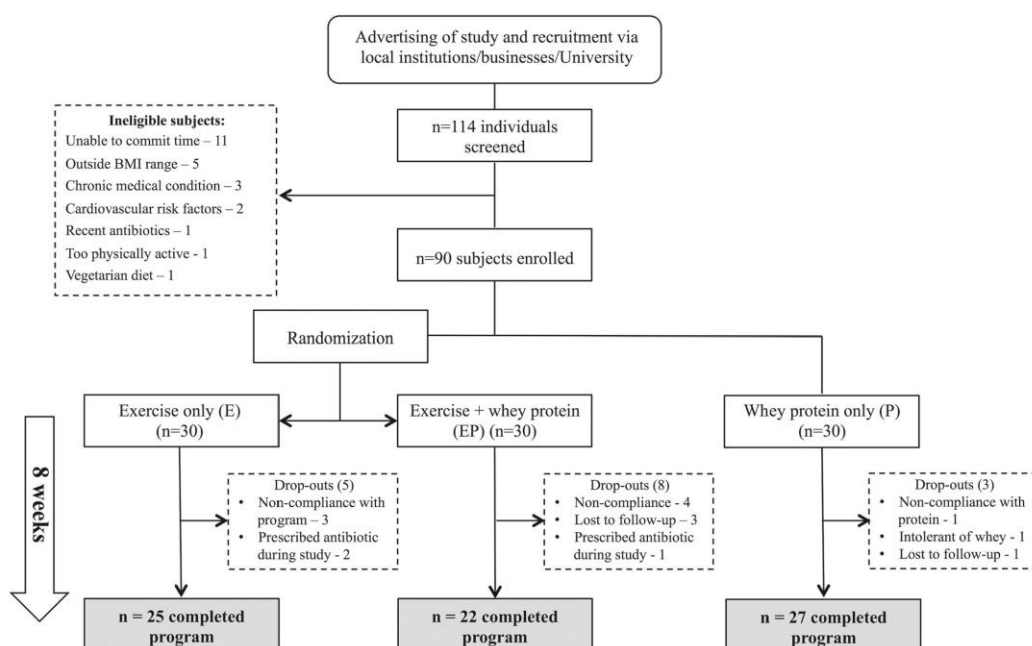 Advertising of study and recruitment via
local institutions/businesses/University
n=114 individuals
screened
Ineligible subjects:
Unable to commit time – 11
Outside BMI range – 5
Chronic medical condition – 3
Cardiovascular risk factors – 2
Recent antibiotics – 1
Too physically active - 1
Vegetarian diet – 1
n=90 subjects enrolled
Randomization
Exercise only (E)
(n=30)
Exercise + whey protein
(EP) (n=30)
Whey protein only (P)
(n=30)
8 weeks
Drop-outs (5)
• Non-compliance with
program – 3
• Prescribed antibiotic
during study - 2
Drop-outs (8)
• Non-compliance - 4
• Lost to follow-up – 3
• Prescribed antibiotic
during study – 1
Drop-outs (3)
• Non-compliance with
protein - 1
• Intolerant of whey – 1
• Lost to follow-up – 1
n = 25 completed
program
n = 22 completed
program
n = 27 completed
program